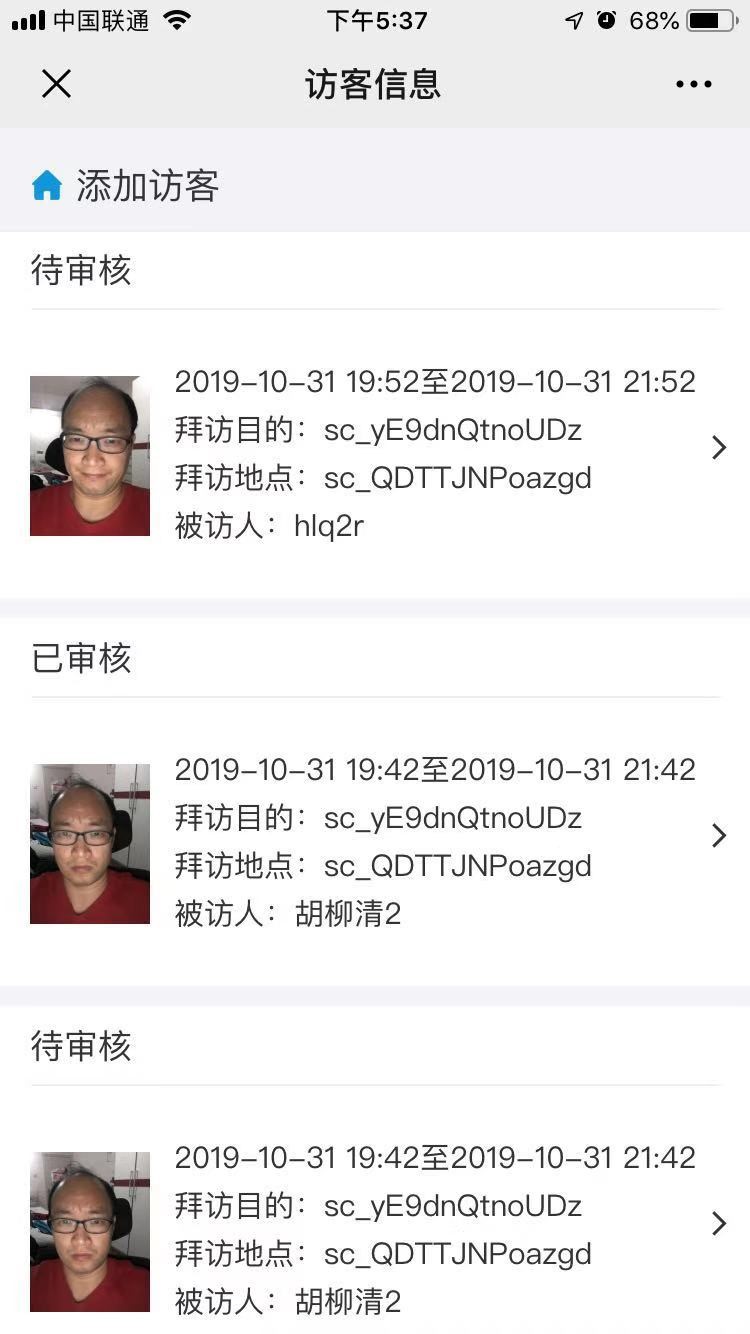 中国联通 下午5:37 68%
访客信息
添加访客
待审核
2019-10-31 19:52至2019-10-31 21:52
拜访目的：sc_yE9dnQtnoUDz
拜访地点：sc_QDTTJNPoazgd
被访人：hlq2r
已审核
2019-10-31 19:42至2019-10-31 21:42
拜访目的：sc_yE9dnQtnoUDz
拜访地点：sc_QDTTJNPoazgd
被访人：胡柳清2
待审核
2019-10-31 19:42至2019-10-31 21:42
拜访目的：sc_yE9dnQtnoUDz
拜访地点：sc_QDTTJNPoazgd
被访人：胡柳清2